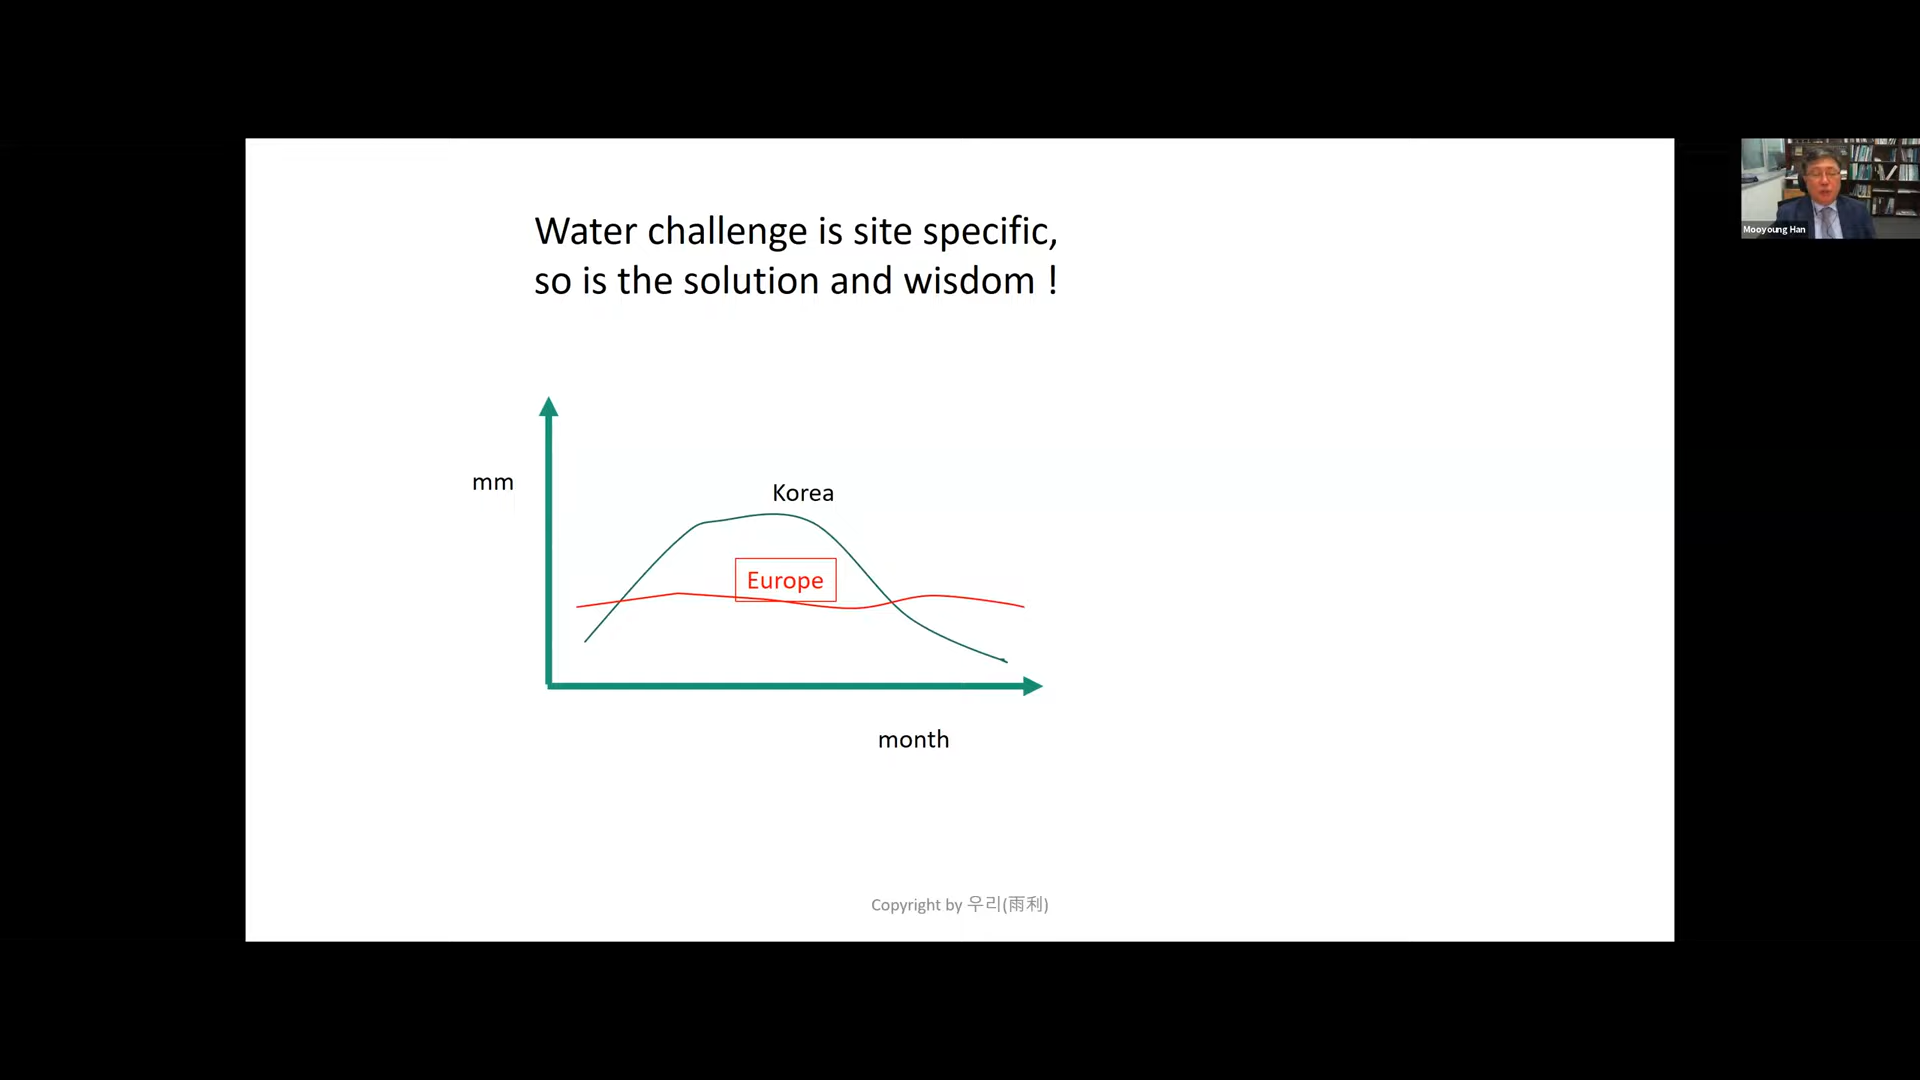 Water challenge is site specific,
so is the solution and wisdom !
Mooyoung Han
mm
Korea
Europe
month
Copyright by 우리(雨利)